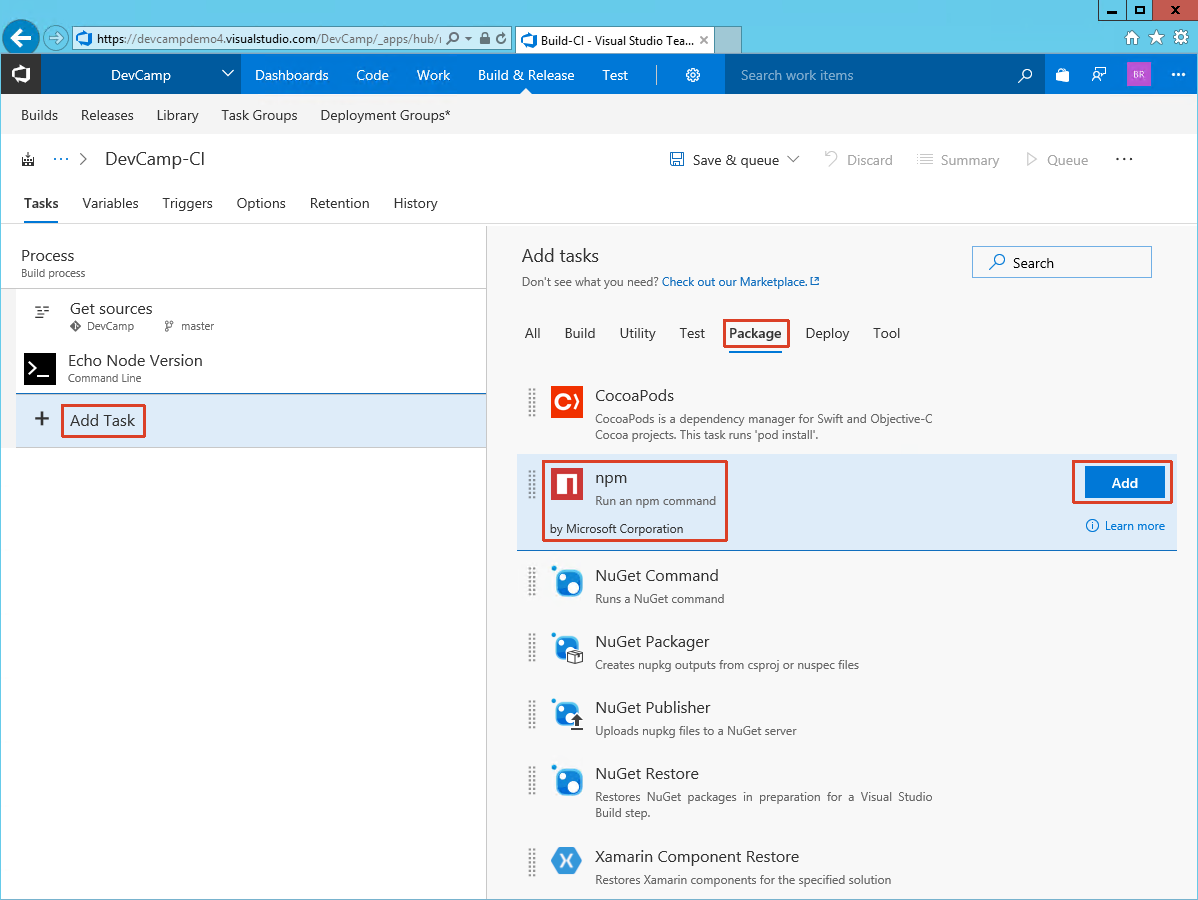 https://devcampdemo4.visualstudio.com/DevCamp/_apps/hub/
Build-CI - Visual Studio Tea...
DevCamp
Dashboards
Code
Work
Build & Release
Test
Search work items
BR
Builds
Releases
Library
Task Groups
Deployment Groups*
DevCamp-CI
Save & queue
Discard
Summary
Queue
Tasks
Variables
Triggers
Options
Retention
History
Process
Build process
Get sources
DevCamp
master
Echo Node Version
Command Line
Add Task
Add tasks
Don't see what you need? Check out our Marketplace.
Search
All
Build
Utility
Test
Package
Deploy
Tool
CocoaPods
CocoaPods is a dependency manager for Swift and Objective-C
Cocoa projects. This task runs 'pod install'.
npm
Run an npm command
by Microsoft Corporation
Add
Learn more
NuGet Command
Runs a NuGet command
NuGet Packager
Creates nupkg outputs from csproj or nuspec files
NuGet Publisher
Uploads nupkg files to a NuGet server
NuGet Restore
Restores NuGet packages in preparation for a Visual Studio
Build step.
Xamarin Component Restore
Restores Xamarin components for the specified solution